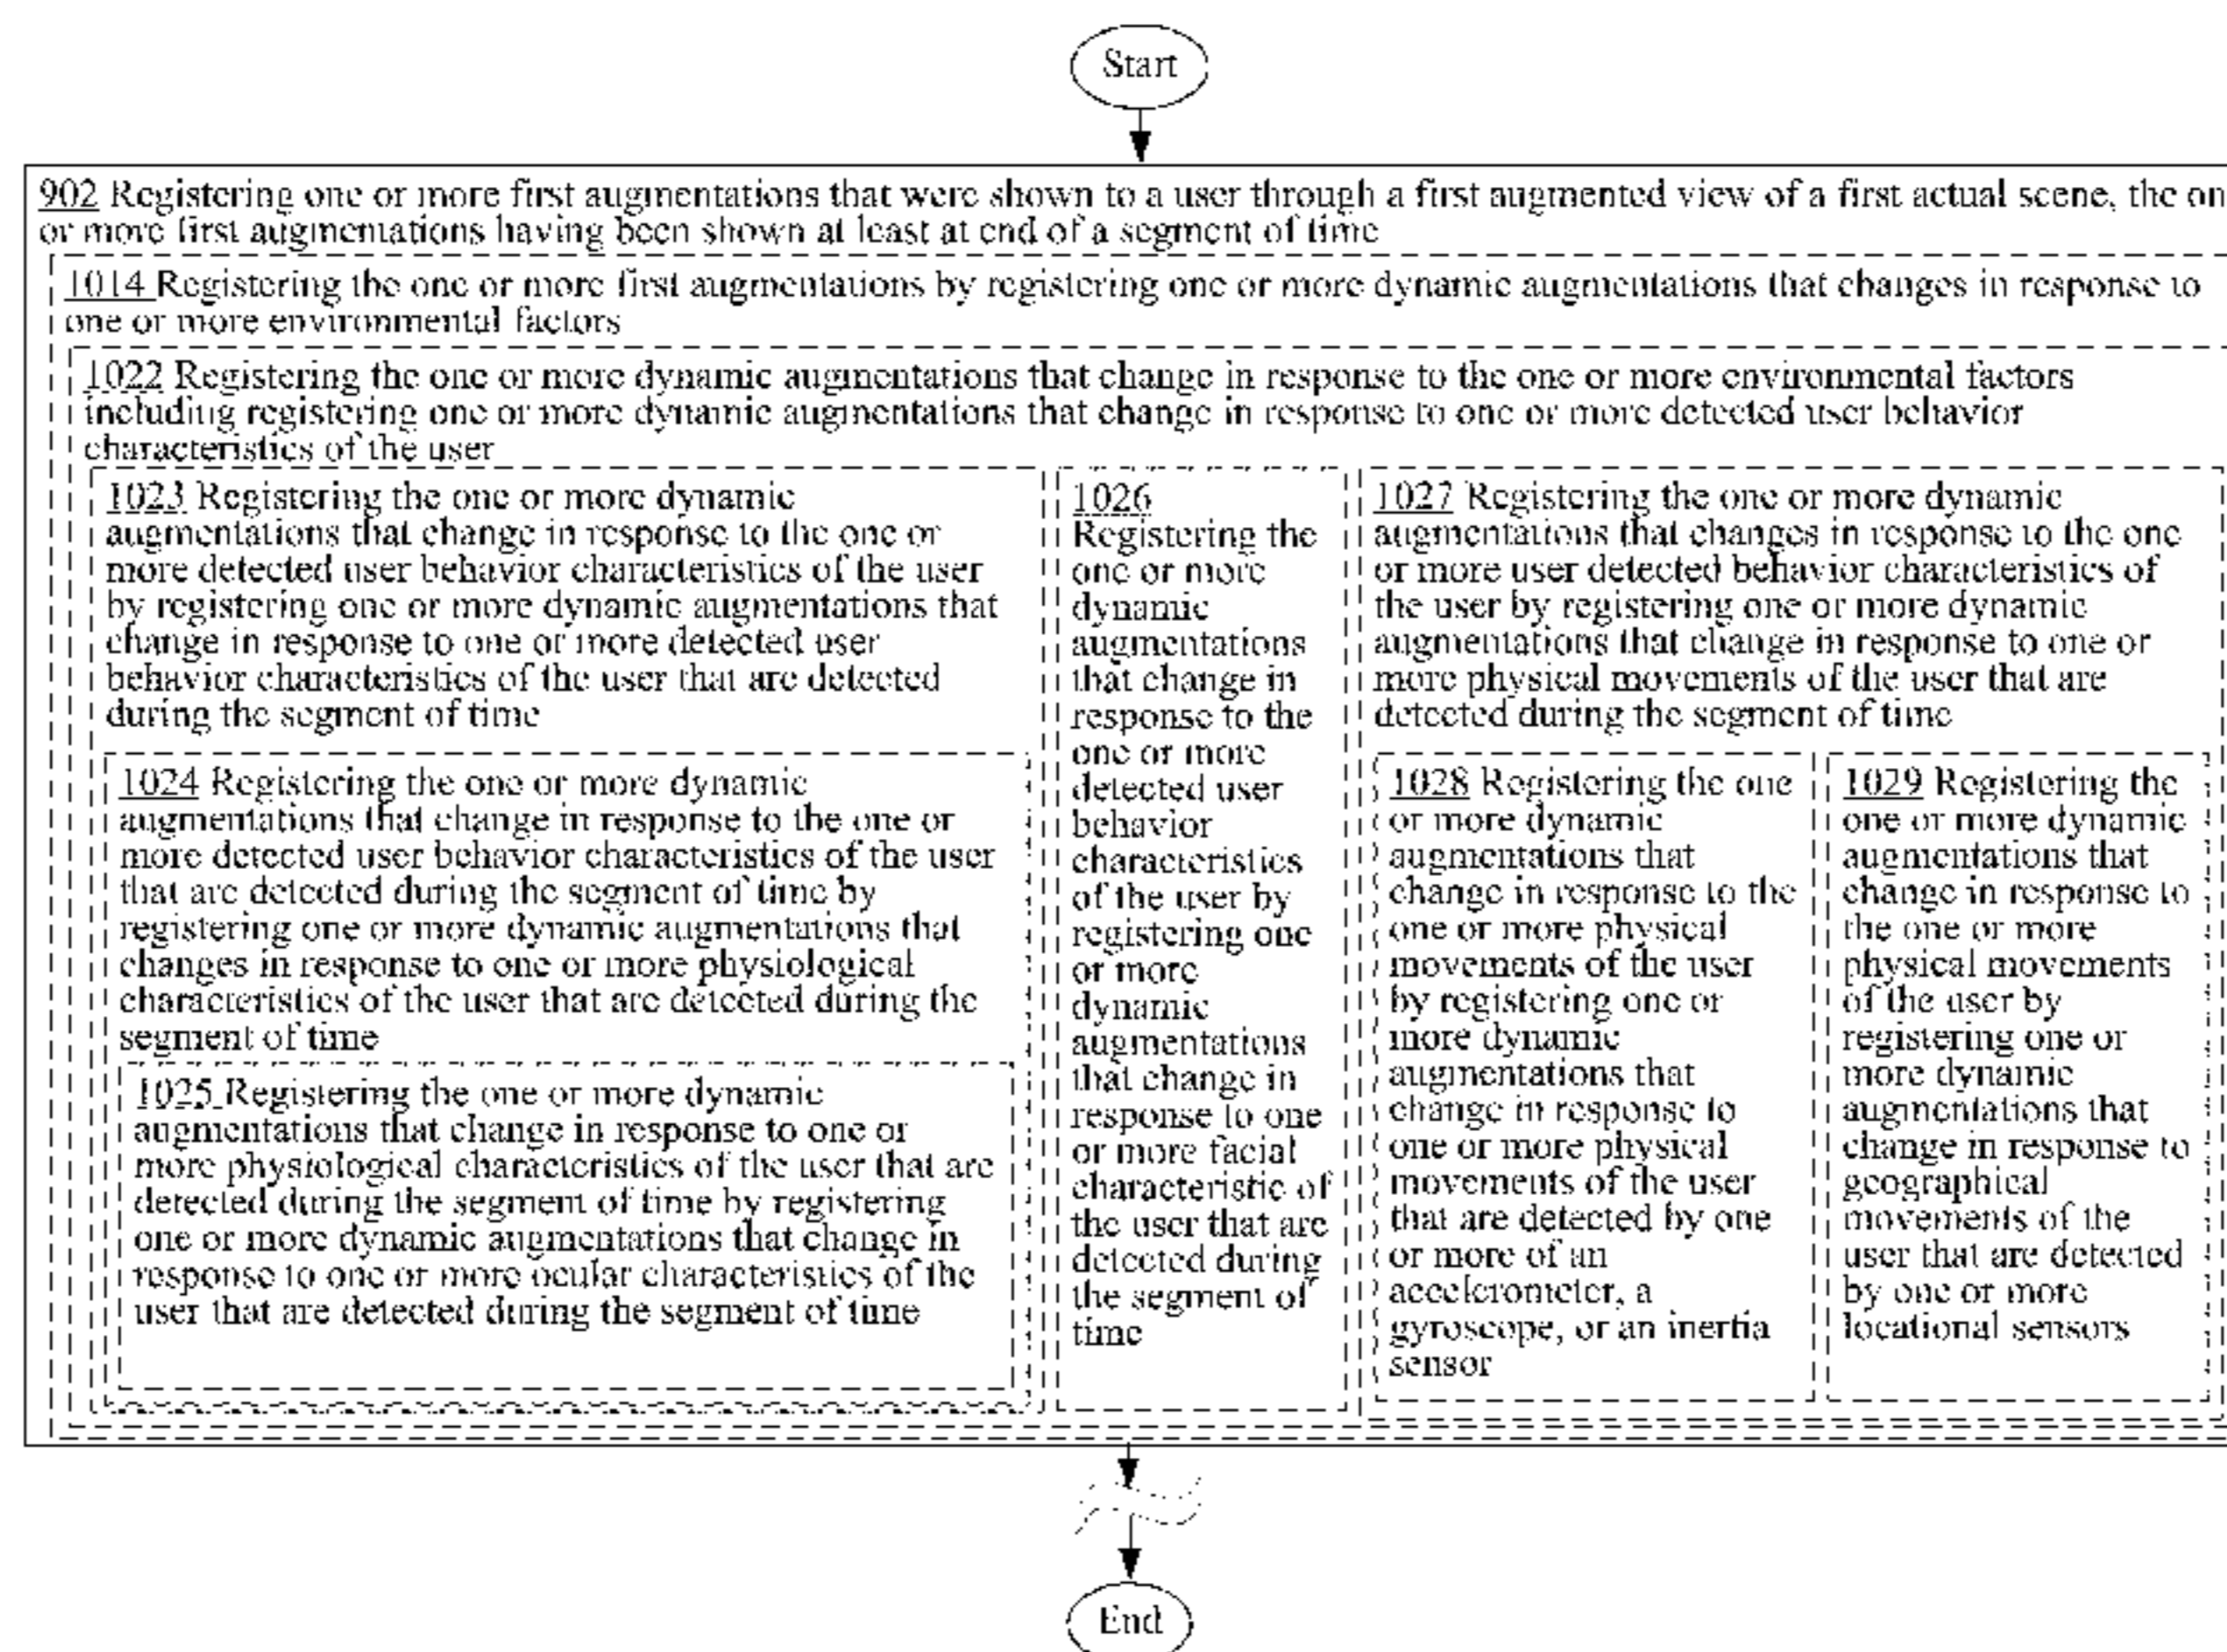 Start
902 Registering one or more first augmentations that were shown to a user through a first augmented view of a first actual scene, the on
or more first augmentations having been shown at least at end of a segment of time
1014 Registering the one or more first augmentations by registering one or more dynamic augmentations that changes in response to
one or more environmental factors
1022 Registering the one or more dynamic augmentations that change in response to the one or more environmental factors
including registering one or more dynamic augmentations that change in response to one or more detected user behavior
characteristics of the user
1023 Registering the one or more dynamic
augmentations that change in response to the one or
more detected user behavior characteristics of the user
by registering one or more dynamic augmentations that
change in response to one or more detected user
behavior characteristics of the user that are detected
during the segment of time
1024 Registering the one or more dynamic
augmentations that change in response to the one or
more detected user behavior characteristics of the user
that are detected during the segment of time by
registering one or more dynamic augmentations that
changes in response to one or more physiological
characteristics of the user that are detected during the
segment of time
1025 Registering the one or more dynamic
augmentations that change in response to one or
more physiological characteristics of the user that are
detected during the segment of time by registering
one or more dynamic augmentations that change in
response to one or more ocular characteristics of the
user that are detected during the segment of time
1026
Registering the
one or more
dynamic
augmentations
that change in
response to the
one or more
detected user
behavior
characteristics
of the user by
registering one
or more
dynamic
augmentations
that change in
response to one
or more facial
characteristic of
the user that are
detected during
the segment of
time
1027 Registering the one or more dynamic
augmentations that changes in response to the one
or more user detected behavior characteristics of
the user by registering one or more dynamic
augmentations that change in response to one or
more physical movements of the user that are
detected during the segment of time
1028 Registering the one
or more dynamic
augmentations that
change in response to the
one or more physical
movements of the user
by registering one or
more dynamic
augmentations that
change in response to
one or more physical
movements of the user
that are detected by one
or more of an
accelerometer, a
gyroscope, or an inertia
sensor
1029 Registering the
one or more dynamic
augmentations that
change in response to
the one or more
physical movements
of the user by
registering one or
more dynamic
augmentations that
change in response to
geographical
movements of the
user that are detected
by one or more
locational sensors
End